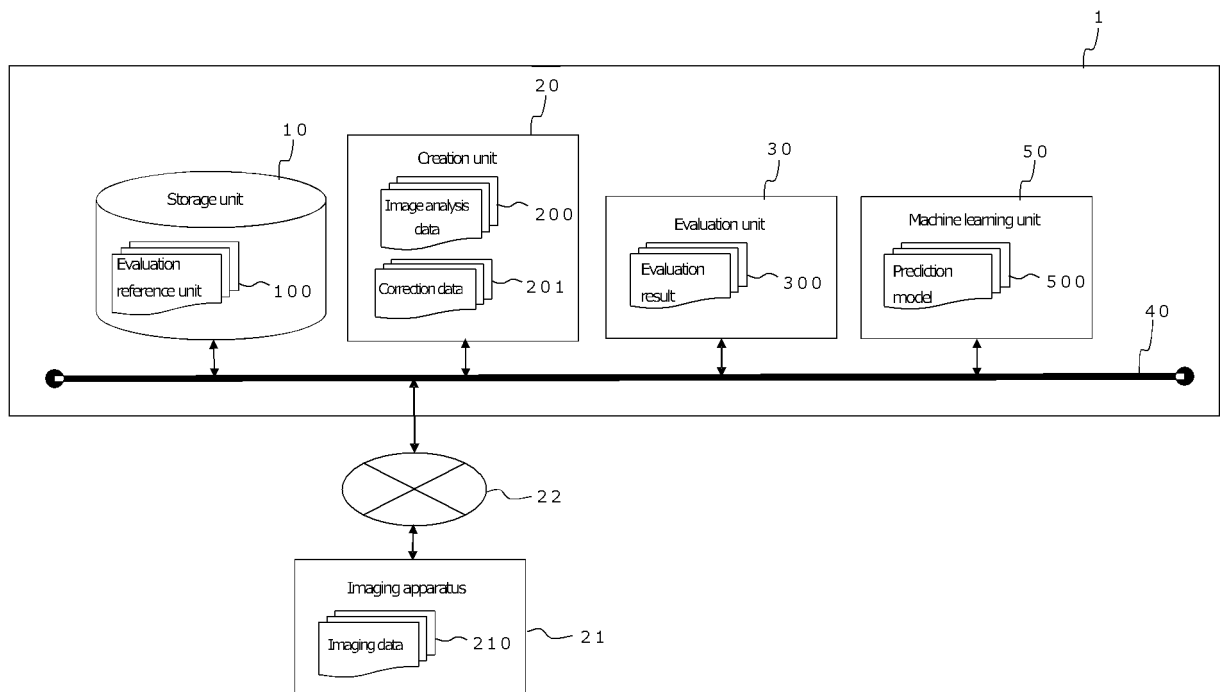 1
20
10
30
50
Creation unit
Storage unit
Image analysis
data
200
Evaluation unit
Machine learning unit
Evaluation
reference unit
100
Correction data
201
Evaluation
result
300
Prediction
model
500
40
22
Imaging apparatus
Imaging data
210
21